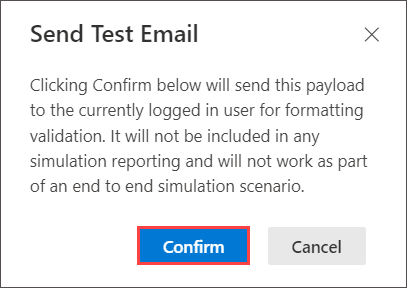 Send Test Email
Clicking Confirm below will send this payload
to the currently logged in user for formatting
validation. It will not be included in any
simulation reporting and will not work as part
of an end to end simulation scenario.
Confirm
Cancel